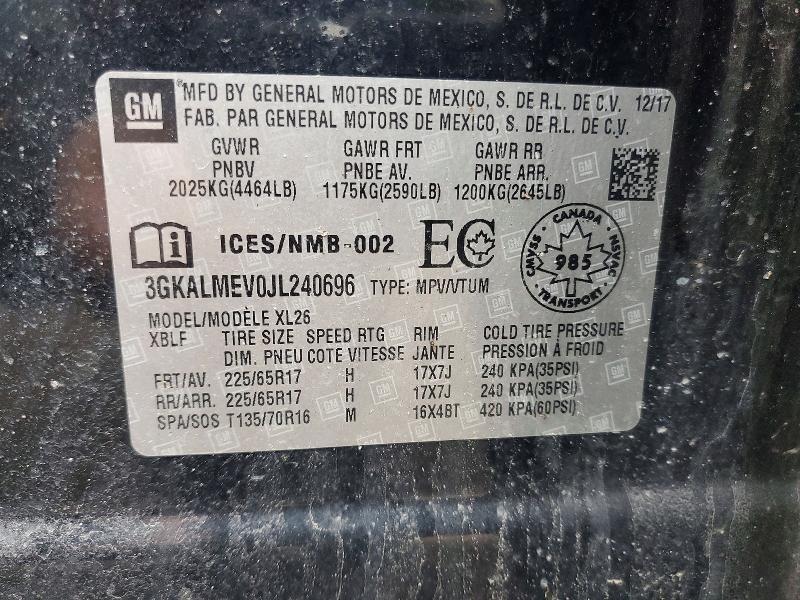 GM
® MFD BY GENERAL MOTORS DE MEXICO, S. DE R.L. DE C.V. 12/17
FAB. PAR GENERAL MOTORS DE MEXICO, S. DE R.L. DE C.V.
GVWR GAWR FRT GAWR RR
PNBV PNBE AV. PNBE ARR.
2025KG(4464LB) 1175KG(2590LB) 1200KG(2645LB)
i ICES/NMB-002 EC
CANADA
CMVSS 985 NSVAC
TRANSPORT
3GKALMEV0JL240696 TYPE: MPV/VTUM
MODEL/MODÈLE XL26
XBLF TIRE SIZE SPEED RTG RIM COLD TIRE PRESSURE
DIM. PNEU COTE VITESSE JANTE PRESSION À FROID
FRT/AV. 225/65R17 H 17X7J 240 KPA(35PSI)
RR/ARR. 225/65R17 H 17X7J 240 KPA(35PSI)
SPA/SOS T135/70R16 M 16X4BT 420 KPA(60PSI)